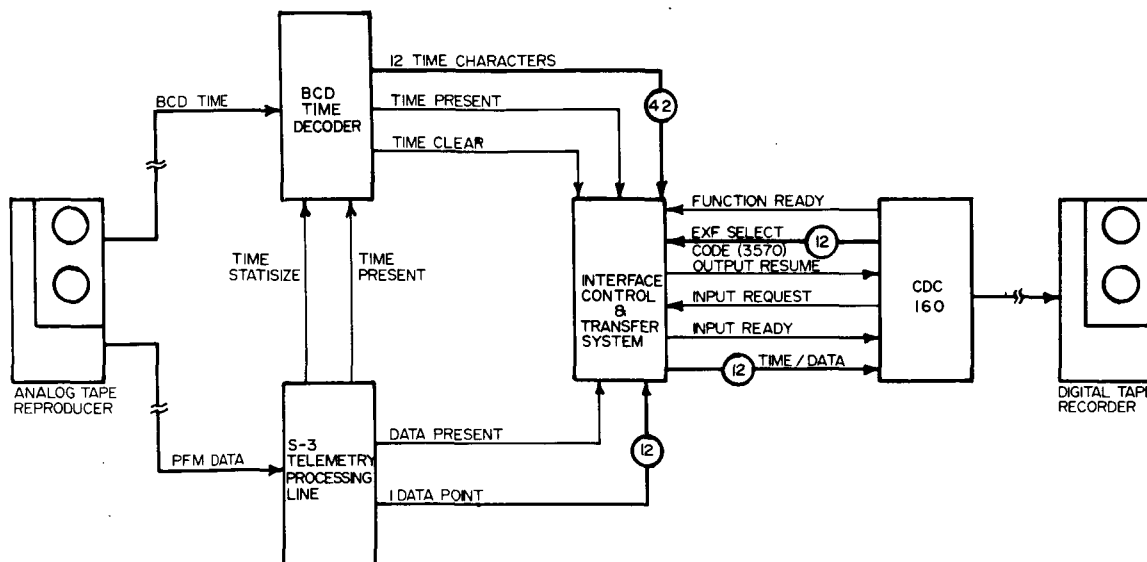 12 TIME CHARACTERS
BCD TIME
BCD
TIME
DECODER
TIME PRESENT
42
TIME CLEAR
FUNCTION READY
EXF SELECT
12
CODE (3570)
OUTPUT RESUME
TIME
STATISIZE
TIME
PRESENT
INTERFACE
CONTROL
&
TRANSFER
SYSTEM
INPUT REQUEST
INPUT READY
12
TIME/DATA
CDC
160
ANALOG TAPE
REPRODUCER
DIGITAL TAPE
RECORDER
S-3
TELEMETRY
PROCESSING
LINE
DATA PRESENT
12
PFM DATA
1 DATA POINT